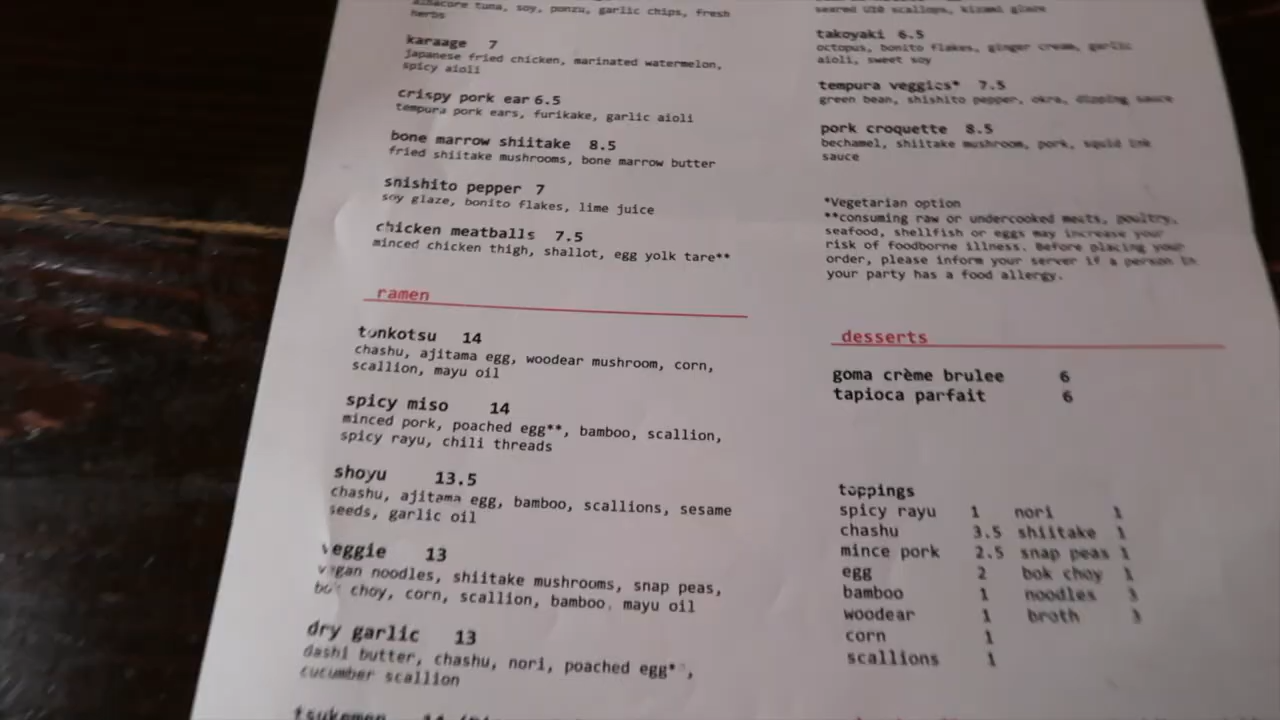 albacore tuna, soy, ponzu, garlic chips, fresh
herbs
karaage 7
japanese fried chicken, marinated watermelon,
spicy aioli
crispy pork ear 6.5
tempura pork ears, furikake, garlic aioli
bone marrow shiitake 8.5
fried shiitake mushrooms, bone marrow butter
shishito pepper 7
soy glaze, bonito flakes, lime juice
chicken meatballs 7.5
minced chicken thigh, shallot, egg yolk tare**
ramen
tonkotsu 14
chashu, ajitama egg, woodear mushroom, corn,
scallion, mayu oil
spicy miso 14
minced pork, poached egg**, bamboo, scallion,
spicy rayu, chili threads
shoyu 13.5
chashu, ajitama egg, bamboo, scallions, sesame
seeds, garlic oil
veggie 13
vegan noodles, shiitake mushrooms, snap peas,
bok choy, corn, scallion, bamboo, mayu oil
dry garlic 13
dashi butter, chashu, nori, poached egg**,
cucumber scallion
tsukemen 14
seared U10 scallops, kizami glaze
takoyaki 6.5
octopus, bonito flakes, ginger cream, garlic
aioli, sweet soy
tempura veggies* 7.5
green bean, shishito pepper, okra, dipping sauce
pork croquette 8.5
bechamel, shiitake mushroom, pork, squid ink
sauce
*Vegetarian option
**consuming raw or undercooked meats, poultry,
seafood, shellfish or eggs may increase your
risk of foodborne illness. Before placing your
order, please inform your server if a person in
your party has a food allergy.
desserts
goma crème brulee 6
tapioca parfait 6
toppings
spicy rayu 1 nori 1
chashu 3.5 shiitake 1
mince pork 2.5 snap peas 1
egg 2 bok choy 1
bamboo 1 noodles 3
woodear 1 broth 3
corn 1
scallions 1